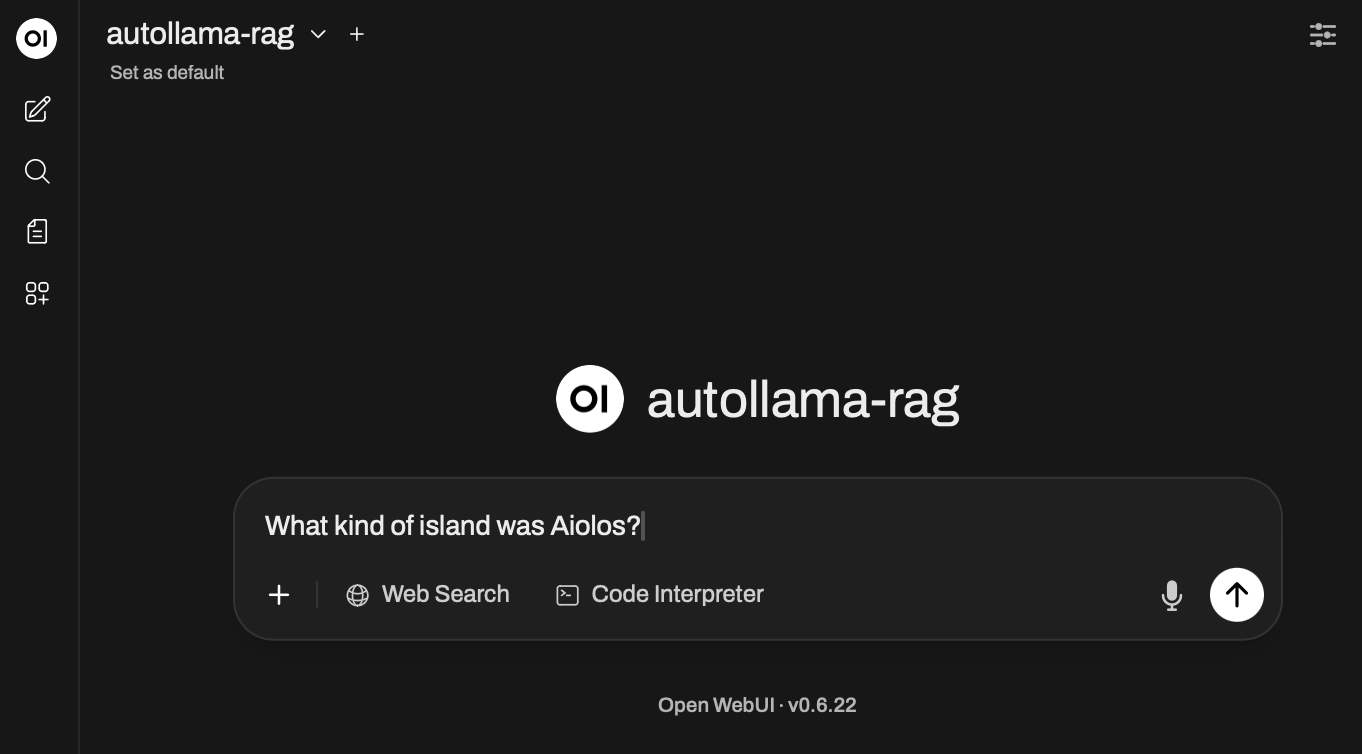 OI
autollama-rag
Set as default
OI autollama-rag
What kind of island was Aiolos?
Web Search Code Interpreter
Open WebUI · v0.6.22